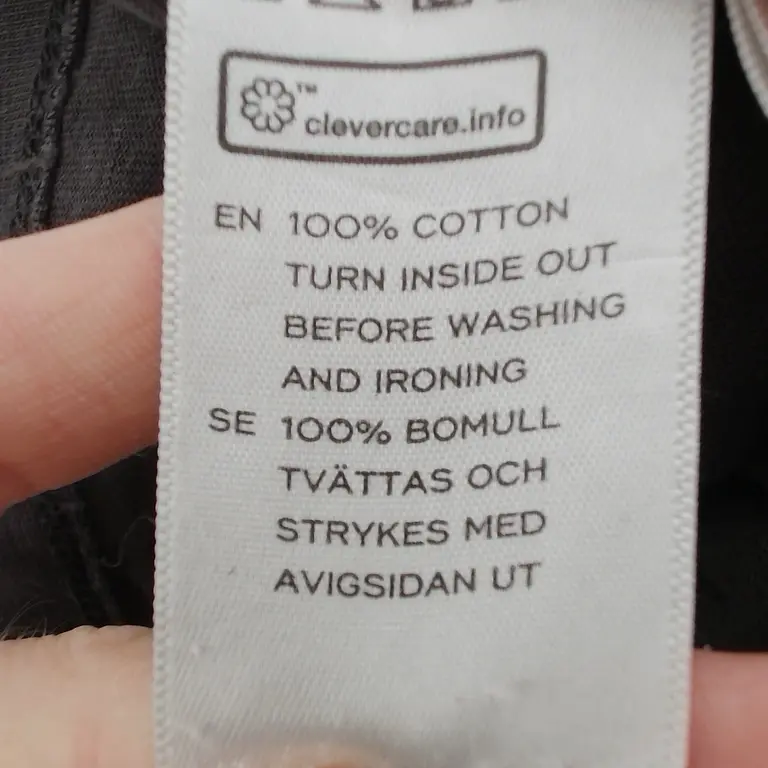 ™
clevercare.info
EN 100% COTTON
TURN INSIDE OUT
BEFORE WASHING
AND IRONING
SE 100% BOMULL
TVÄTTAS OCH
STRYKES MED
AVIGSIDAN UT